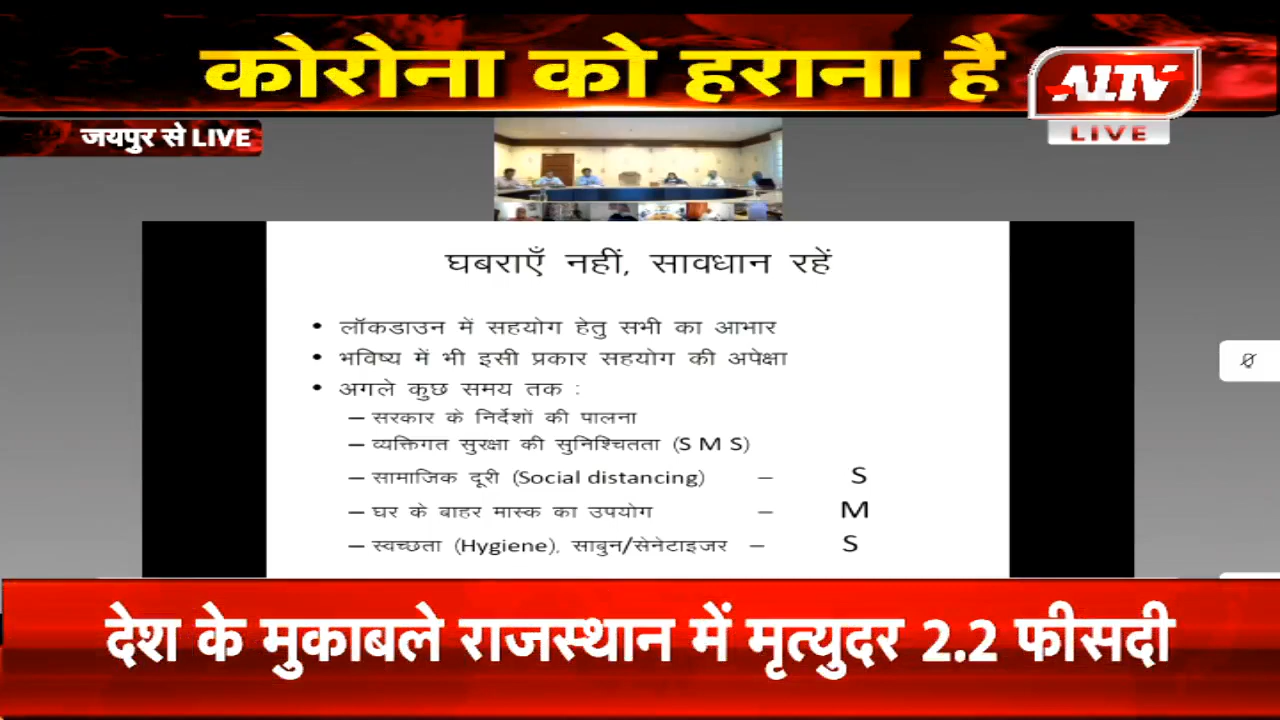 कोरोना को हराना है
ALTV
LIVE
जयपुर से LIVE
घबराएँ नहीं, सावधान रहें
• लॉकडाउन में सहयोग हेतु सभी का आभार
• भविष्य में भी इसी प्रकार सहयोग की अपेक्षा
• अगले कुछ समय तक :
– सरकार के निर्देशों की पालना
– व्यक्तिगत सुरक्षा की सुनिश्चितता (S M S)
– सामाजिक दूरी (Social distancing) – S
– घर के बाहर मास्क का उपयोग – M
– स्वच्छता (Hygiene), साबुन/सेनेटाइजर – S
देश के मुकाबले राजस्थान में मृत्युदर 2.2 फीसदी